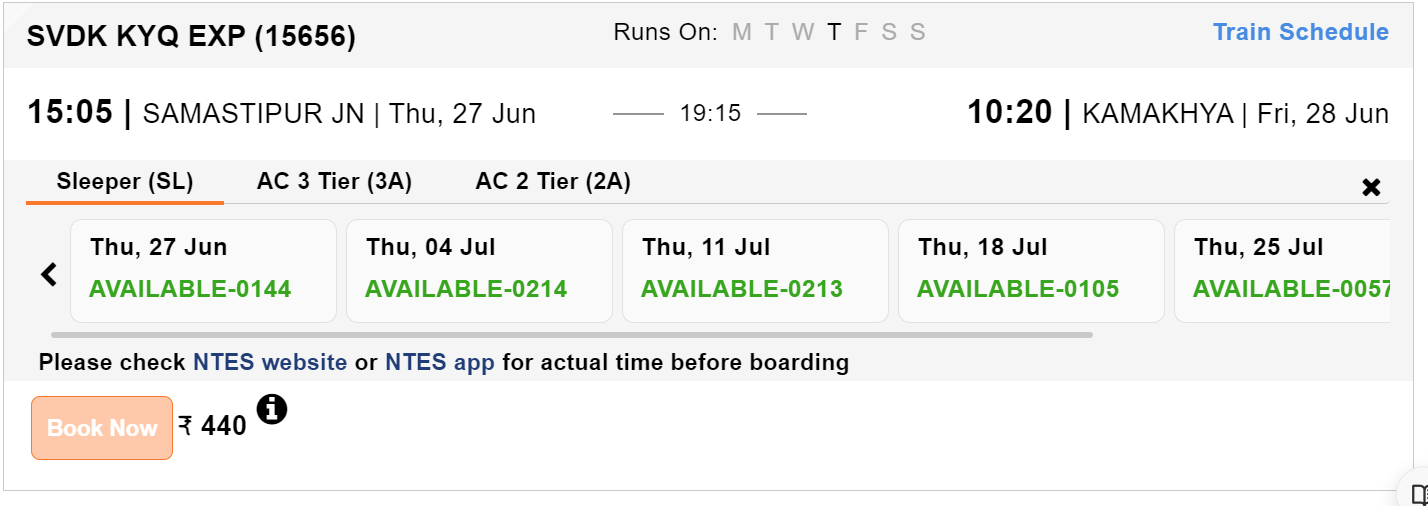 SVDK KYQ EXP (15656) Runs On: M T W T F S S Train Schedule
15:05 | SAMASTIPUR JN | Thu, 27 Jun 19:15 10:20 | KAMAKHYA | Fri, 28 Jun
Sleeper (SL) AC 3 Tier (3A) AC 2 Tier (2A)
Thu, 27 Jun Thu, 04 Jul Thu, 11 Jul Thu, 18 Jul Thu, 25 Jul
AVAILABLE-0144 AVAILABLE-0214 AVAILABLE-0213 AVAILABLE-0105 AVAILABLE-0057
Please check NTES website or NTES app for actual time before boarding
Book Now ₹ 440